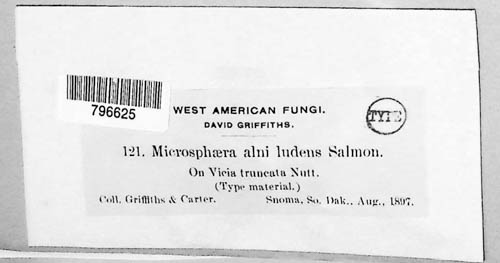 796625
WEST AMERICAN FUNGI.
TYPE
DAVID GRIFFITHS.
121. Microsphæra alni ludens Salmon.
On Vicia truncata Nutt.
(Type material.)
Coll. Griffiths & Carter. Snoma, So. Dak., Aug., 1897.